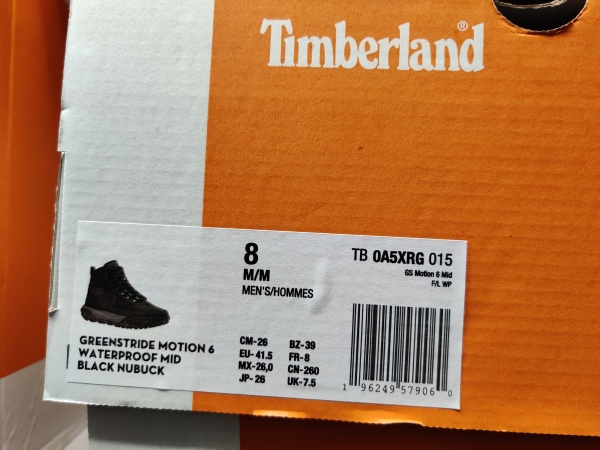 Timberland®
8
M/M
MEN'S/HOMMES
TB 0A5XRG 015
GS Motion 6 Mid
F/L WP
GREENSTRIDE MOTION 6
WATERPROOF MID
BLACK NUBUCK
CM-26 BZ-39
EU- 41.5 FR-8
MX-26,0 CN-260
JP-26 UK-7.5
1 96249 57906 0